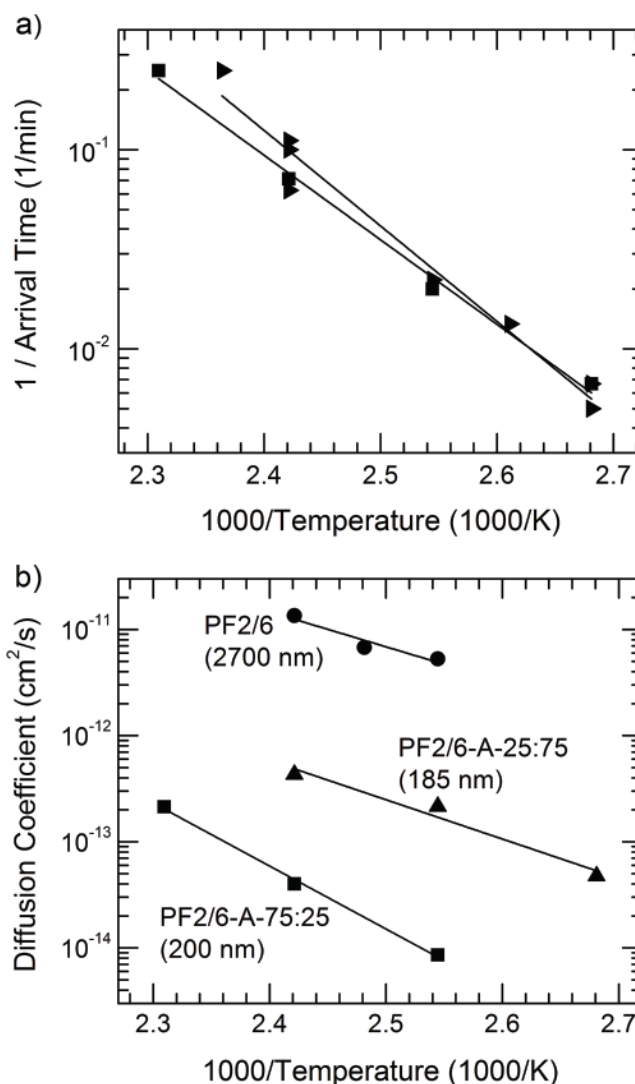 a)
10⁻¹
10⁻²
1 / Arrival Time (1/min)
2.3 2.4 2.5 2.6 2.7
1000/Temperature (1000/K)
b)
10⁻¹¹
10⁻¹²
10⁻¹³
10⁻¹⁴
Diffusion Coefficient (cm²/s)
PF2/6
(2700 nm)
PF2/6-A-25:75
(185 nm)
PF2/6-A-75:25
(200 nm)
2.3 2.4 2.5 2.6 2.7
1000/Temperature (1000/K)